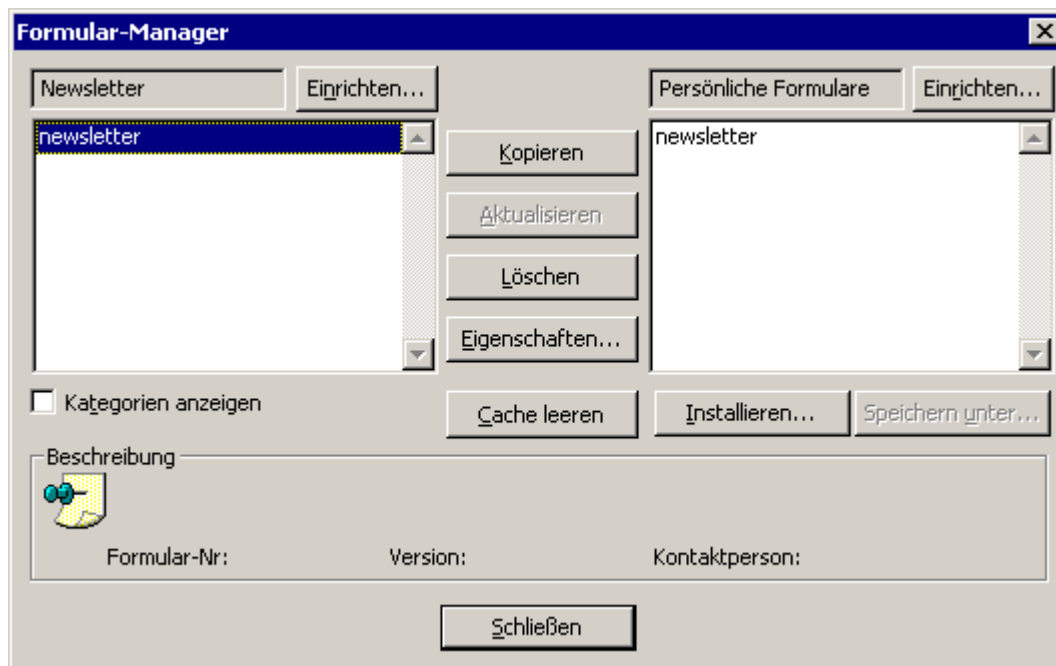 Formular-Manager
Newsletter
Einrichten...
Persönliche Formulare
Einrichten...
newsletter
newsletter
Kopieren
Aktualisieren
Löschen
Eigenschaften...
Kategorien anzeigen
Cache leeren
Installieren...
Speichern unter...
Beschreibung
Formular-Nr:
Version:
Kontaktperson:
Schließen